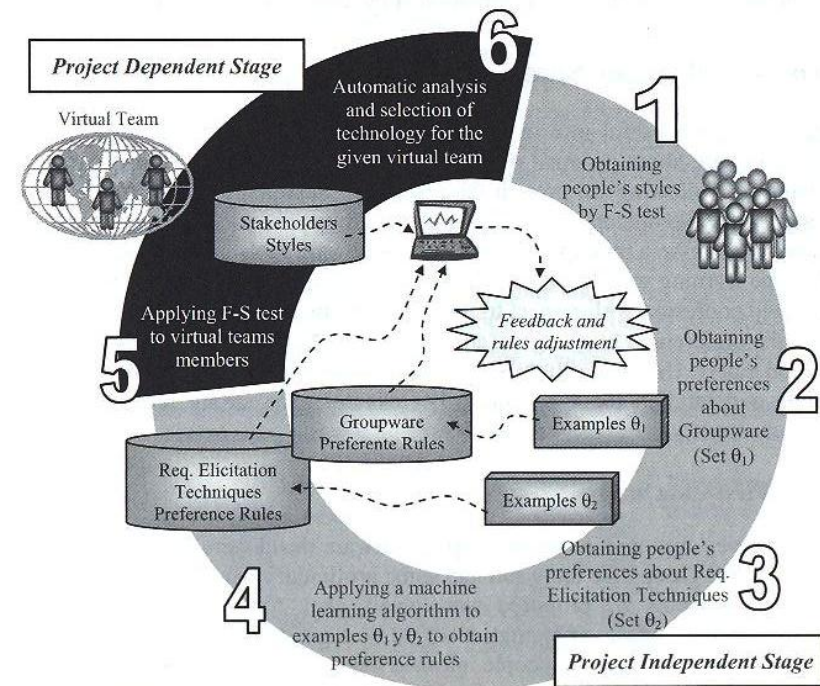 Project Dependent Stage
Virtual Team
6
Automatic analysis
and selection of
technology for the
given virtual team
1
Obtaining
people's styles
by F-S test
Stakeholders
Styles
Applying F-S test
to virtual teams
members
5
Feedback and
rules adjustment
Obtaining
people's
preferences
about
Groupware
(Set θ₁)
2
Groupware
Preferente Rules
Examples θ₁
Req. Elicitation
Techniques
Preference Rules
Examples θ₂
Obtaining people's
preferences about Req.
Elicitation Techniques
(Set θ₂)
3
4
Applying a machine
learning algorithm to
examples θ₁ y θ₂ to obtain
preference rules
Project Independent Stage